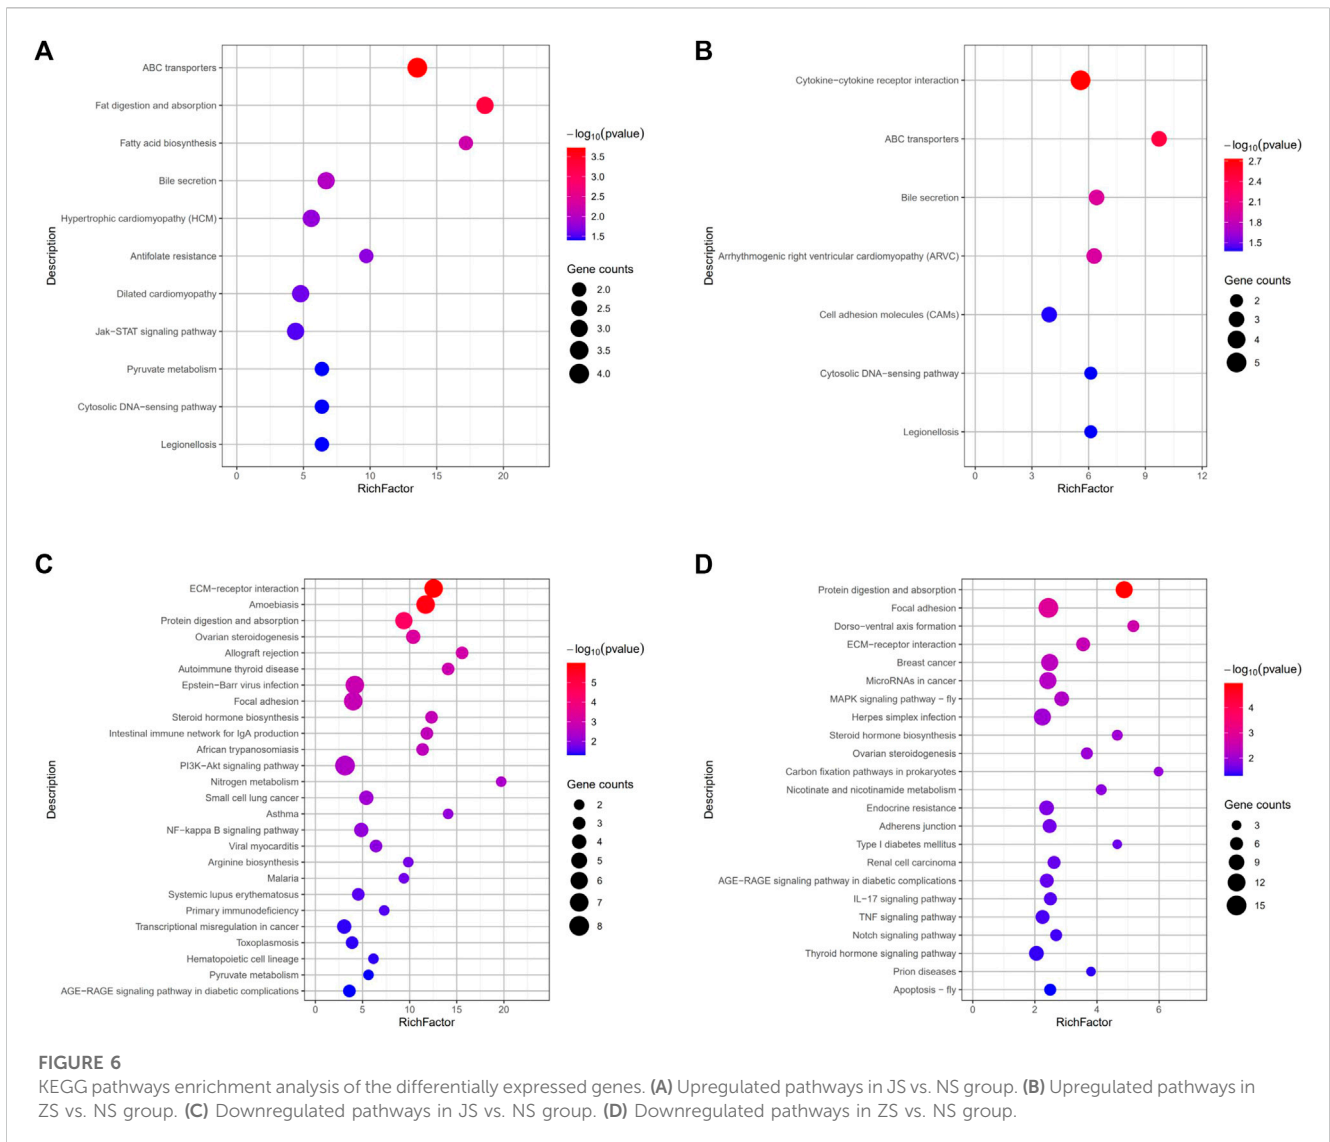 A
ABC transporters
Fat digestion and absorption
Fatty acid biosynthesis
Bile secretion
Hypertrophic cardiomyopathy (HCM)
Antifolate resistance
Dilated cardiomyopathy
Jak−STAT signaling pathway
Pyruvate metabolism
Cytosolic DNA−sensing pathway
Legionellosis
Description
0 5 10 15 20
RichFactor
−log10(pvalue)
3.5
3.0
2.5
2.0
1.5
Gene counts
2.0
2.5
3.0
3.5
4.0
B
Cytokine−cytokine receptor interaction
ABC transporters
Bile secretion
Arrhythmogenic right ventricular cardiomyopathy (ARVC)
Cell adhesion molecules (CAMs)
Cytosolic DNA−sensing pathway
Legionellosis
Description
0 3 6 9 12
RichFactor
−log10(pvalue)
2.7
2.4
2.1
1.8
1.5
Gene counts
2
3
4
5
C
ECM−receptor interaction
Amoebiasis
Protein digestion and absorption
Ovarian steroidogenesis
Allograft rejection
Autoimmune thyroid disease
Epstein−Barr virus infection
Focal adhesion
Steroid hormone biosynthesis
Intestinal immune network for IgA production
African trypanosomiasis
PI3K−Akt signaling pathway
Nitrogen metabolism
Small cell lung cancer
Asthma
NF−kappa B signaling pathway
Viral myocarditis
Arginine biosynthesis
Malaria
Systemic lupus erythematosus
Primary immunodeficiency
Transcriptional misregulation in cancer
Toxoplasmosis
Hematopoietic cell lineage
Pyruvate metabolism
AGE−RAGE signaling pathway in diabetic complications
Description
0 5 10 15 20
RichFactor
−log10(pvalue)
5
4
3
2
Gene counts
2
3
4
5
6
7
8
D
Protein digestion and absorption
Focal adhesion
Dorso−ventral axis formation
ECM−receptor interaction
Breast cancer
MicroRNAs in cancer
MAPK signaling pathway − fly
Herpes simplex infection
Steroid hormone biosynthesis
Ovarian steroidogenesis
Carbon fixation pathways in prokaryotes
Nicotinate and nicotinamide metabolism
Endocrine resistance
Adherens junction
Type I diabetes mellitus
Renal cell carcinoma
AGE−RAGE signaling pathway in diabetic complications
IL−17 signaling pathway
TNF signaling pathway
Notch signaling pathway
Thyroid hormone signaling pathway
Prion diseases
Apoptosis − fly
Description
0 2 4 6
RichFactor
−log10(pvalue)
4
3
2
Gene counts
3
6
9
12
15
FIGURE 6
KEGG pathways enrichment analysis of the differentially expressed genes. (A) Upregulated pathways in JS vs. NS group. (B) Upregulated pathways in
ZS vs. NS group. (C) Downregulated pathways in JS vs. NS group. (D) Downregulated pathways in ZS vs. NS group.